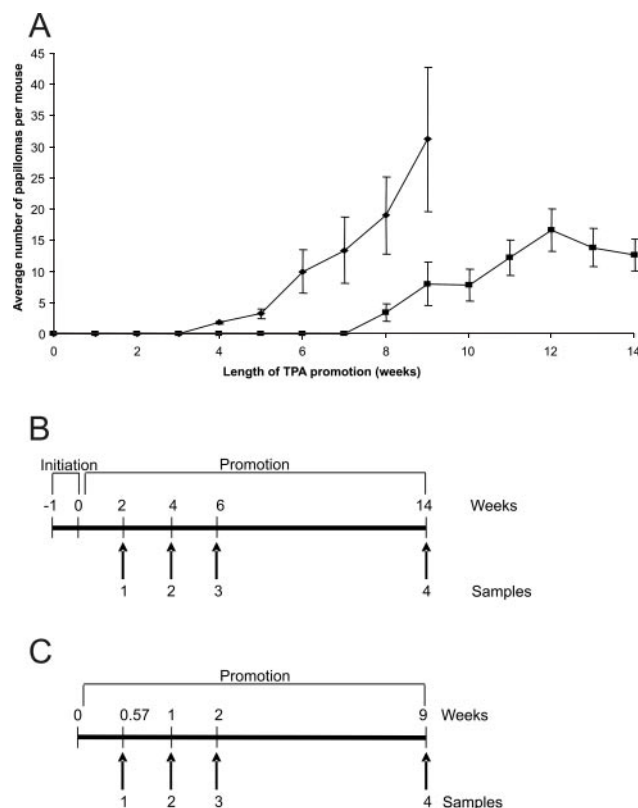 A
Average number of papillomas per mouse
45
40
35
30
25
20
15
10
5
0
0 2 4 6 8 10 12 14
Length of TPA promotion (weeks)
B
Initiation Promotion
-1 0 2 4 6 14 Weeks
1 2 3 4 Samples
C
Promotion
0 0.57 1 2 9 Weeks
1 2 3 4 Samples